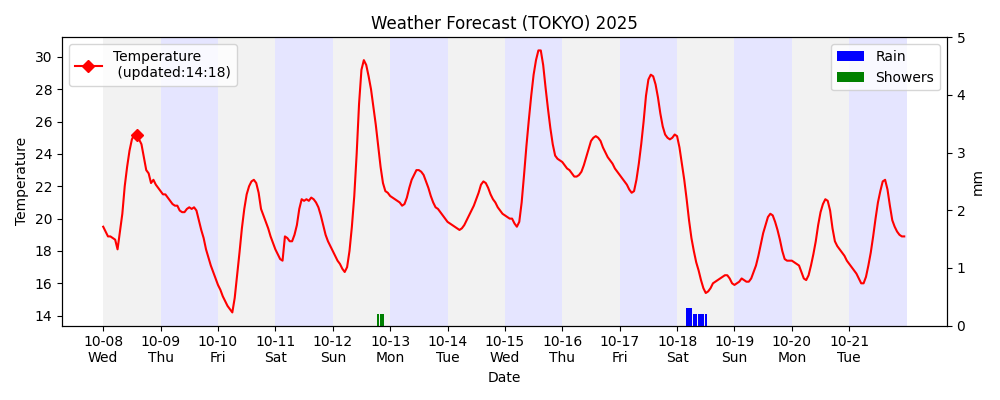 Weather Forecast (TOKYO) 2025
Temperature
(updated:14:18)
Rain
Showers
Temperature
30
28
26
24
22
20
18
16
14
5
4
3
2
1
0
mm
10-08 10-09 10-10 10-11 10-12 10-13 10-14 10-15 10-16 10-17 10-18 10-19 10-20 10-21
Wed Thu Fri Sat Sun Mon Tue Wed Thu Fri Sat Sun Mon Tue
Date